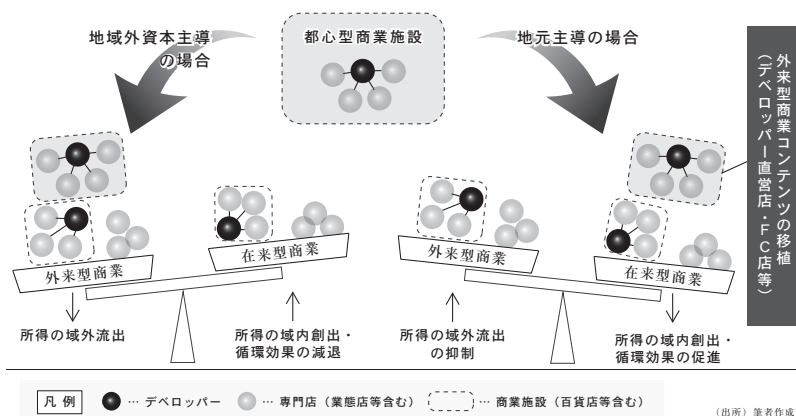 地域外資本主導
の場合
都心型商業施設
地元主導の場合
外来型商業コンテンツの移植
（デベロッパー直営店・ＦＣ店等）
外来型商業
在来型商業
外来型商業
在来型商業
所得の域外流出
所得の域内創出・
循環効果の減退
所得の域外流出
の抑制
所得の域内創出・
循環効果の促進
凡 例
… デベロッパー
… 専門店（業態店等含む）
… 商業施設（百貨店等含む）
（出所）筆者作成